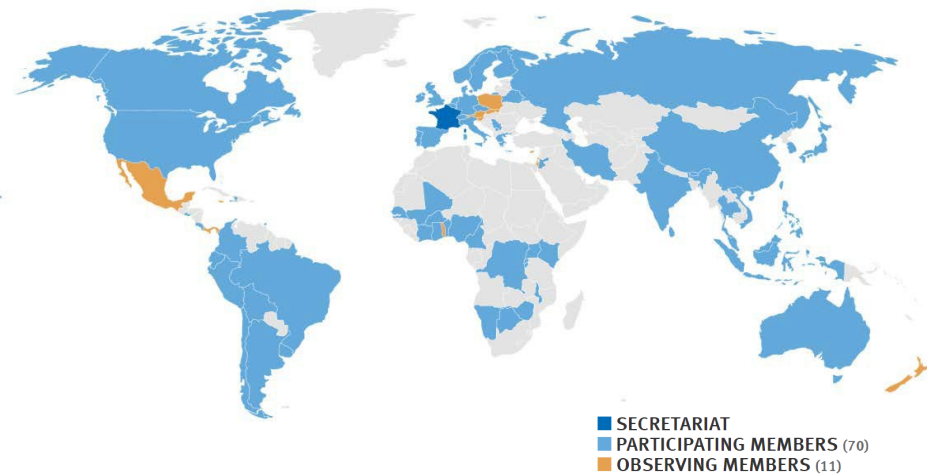 SECRETARIAT
PARTICIPATING MEMBERS (70)
OBSERVING MEMBERS (11)